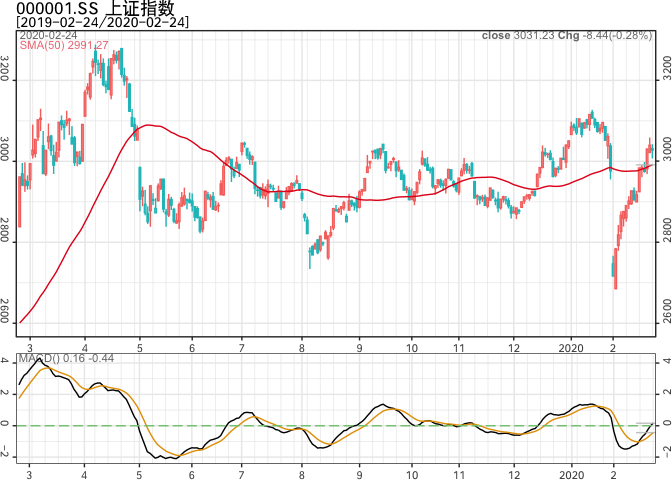 000001.SS 上证指数
[2019-02-24/2020-02-24]
2020-02-24
close 3031.23 Chg -8.44(-0.28%)
SMA(50) 2991.27
3200 3200
3000 3000
2800 2800
2600 2600
3 4 5 6 7 8 9 10 11 12 2020 2
MACD() 0.16 -0.44
4 4
2 2
0 0
-2 -2
3 4 5 6 7 8 9 10 11 12 2020 2